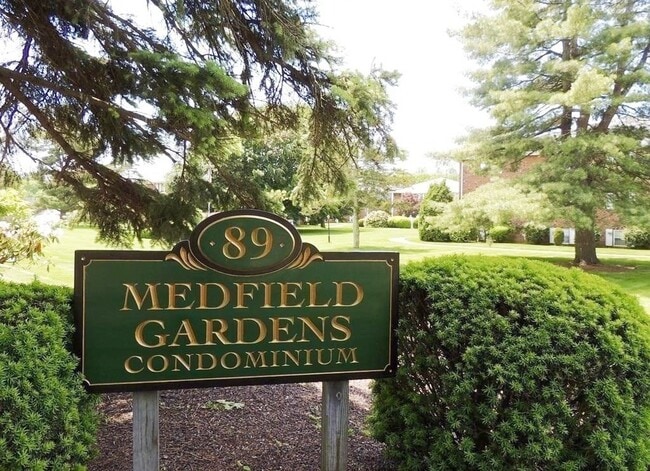 89
MEDFIELD
GARDENS
CONDOMINIUM